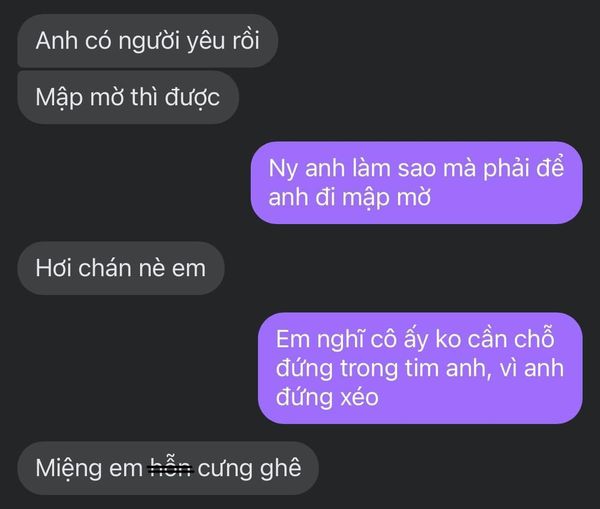 Anh có người yêu rồi
Mập mờ thì được
Ny anh làm sao mà phải để
anh đi mập mờ
Hơi chán nè em
Em nghĩ cô ấy ko cần chỗ
đứng trong tim anh, vì anh
đứng xéo
Miệng em hỗn cưng ghê